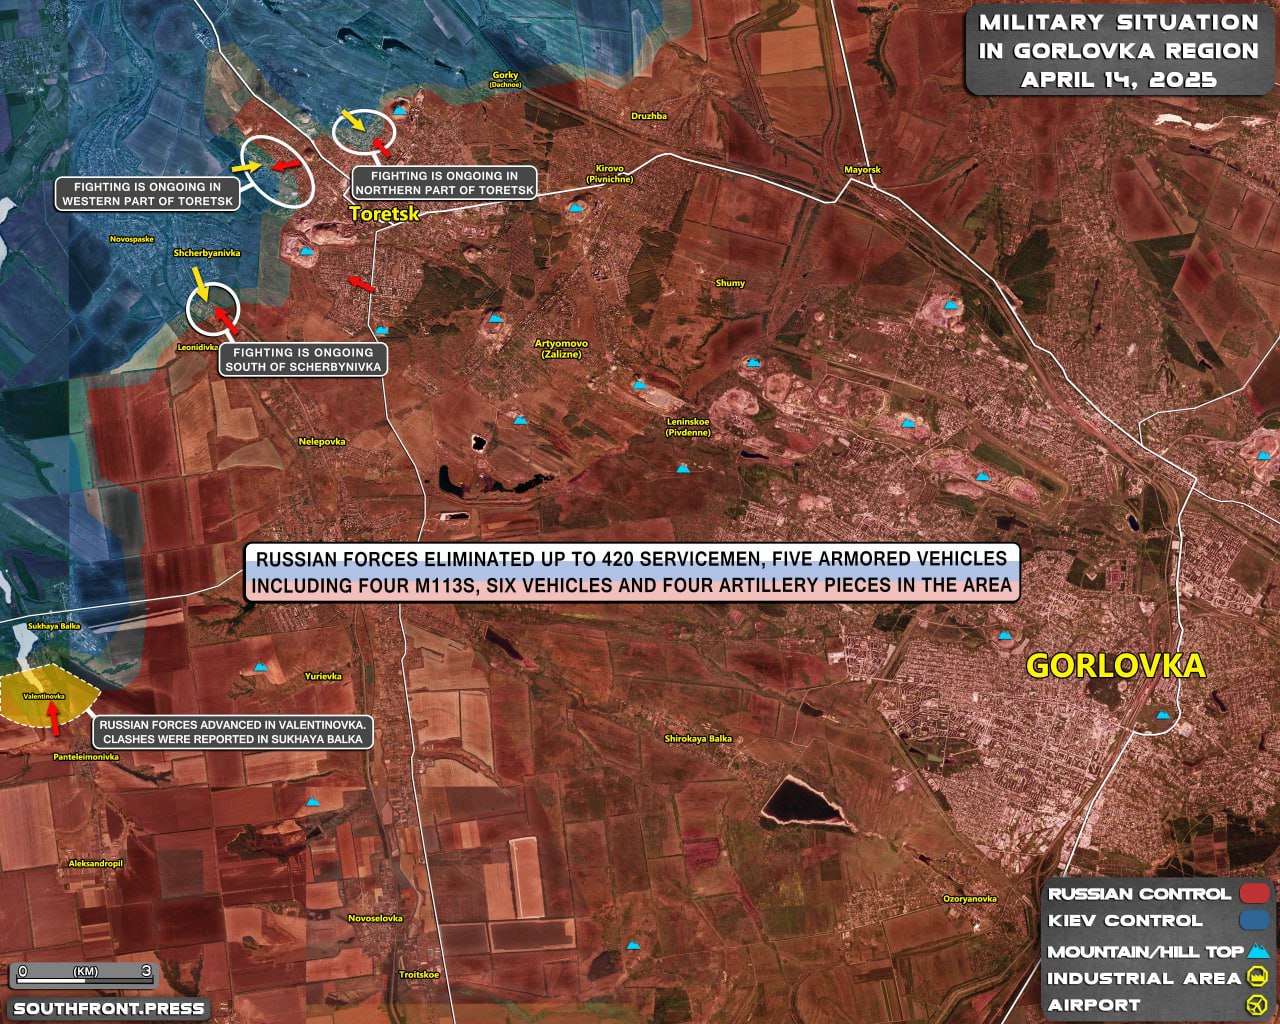 MILITARY SITUATION
IN GORLOVKA REGION
APRIL 14, 2025
Gorky
(Dachnoe)
Druzhba
Kirovo
(Pivnichne)
Mayorsk
FIGHTING IS ONGOING IN
NORTHERN PART OF TORETSK
FIGHTING IS ONGOING IN
WESTERN PART OF TORETSK
Toretsk
Novospaske
Shcherbyanivka
Shumy
Leonidivka
FIGHTING IS ONGOING
SOUTH OF SCHERBYNIVKA
Artyomovo
(Zalizne)
Leninskoe
(Pivdenne)
Nelepovka
RUSSIAN FORCES ELIMINATED UP TO 420 SERVICEMEN, FIVE ARMORED VEHICLES
INCLUDING FOUR M113S, SIX VEHICLES AND FOUR ARTILLERY PIECES IN THE AREA
Sukhaya Balka
GORLOVKA
Yurievka
Valentinovka
RUSSIAN FORCES ADVANCED IN VALENTINOVKA.
CLASHES WERE REPORTED IN SUKHAYA BALKA
Shirokaya Balka
Panteleimonivka
Aleksandropil
Ozoryanovka
Novoselovka
Troitskoe
RUSSIAN CONTROL
KIEV CONTROL
MOUNTAIN/HILL TOP
INDUSTRIAL AREA
AIRPORT
0 (KM) 3
SOUTHFRONT.PRESS